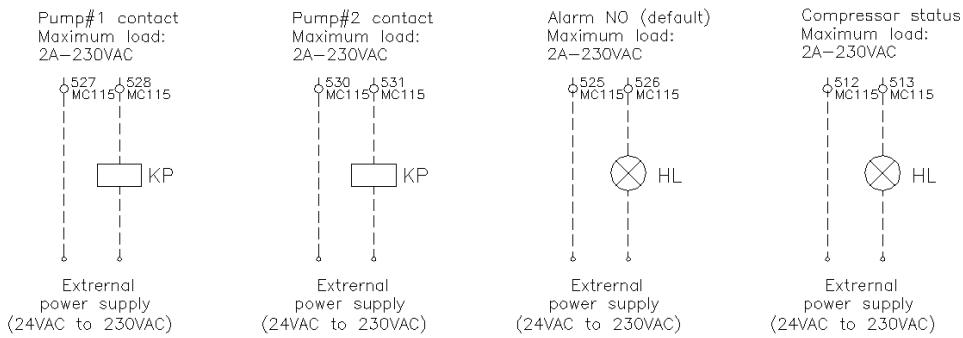 Pump#1 contact
Maximum load:
2A-230VAC
527
MC115
528
MC115
KP
Extrernal
power supply
(24VAC to 230VAC)
Pump#2 contact
Maximum load:
2A-230VAC
530
MC115
531
MC115
KP
Extrernal
power supply
(24VAC to 230VAC)
Alarm NO (default)
Maximum load:
2A-230VAC
525
MC115
526
MC115
HL
Extrernal
power supply
(24VAC to 230VAC)
Compressor status
Maximum load:
2A-230VAC
512
MC115
513
MC115
HL
Extrernal
power supply
(24VAC to 230VAC)